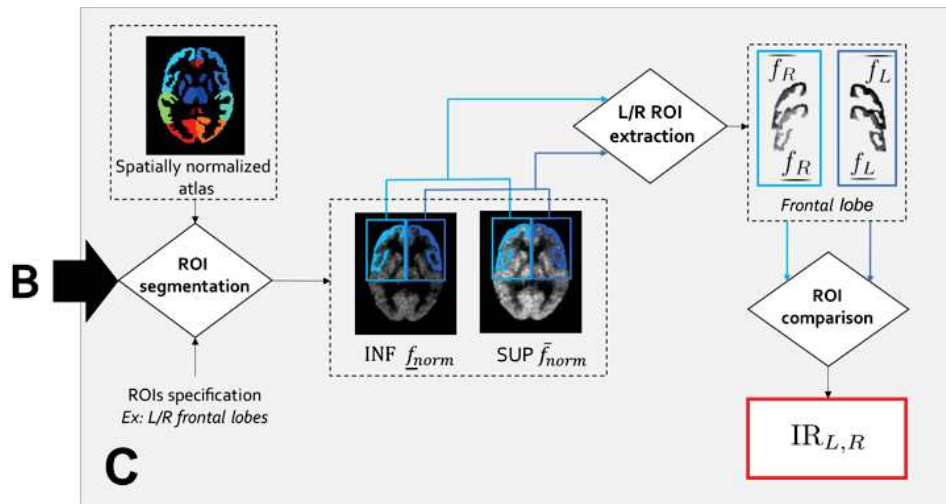 Spatially normalized
atlas
B
ROI
segmentation
ROIs specification
Ex: L/R frontal lobes
C
INF f_norm
SUP f̄_norm
L/R ROI
extraction
f̅_R
f̅_L
f_R
f_L
Frontal lobe
ROI
comparison
IR_{L,R}